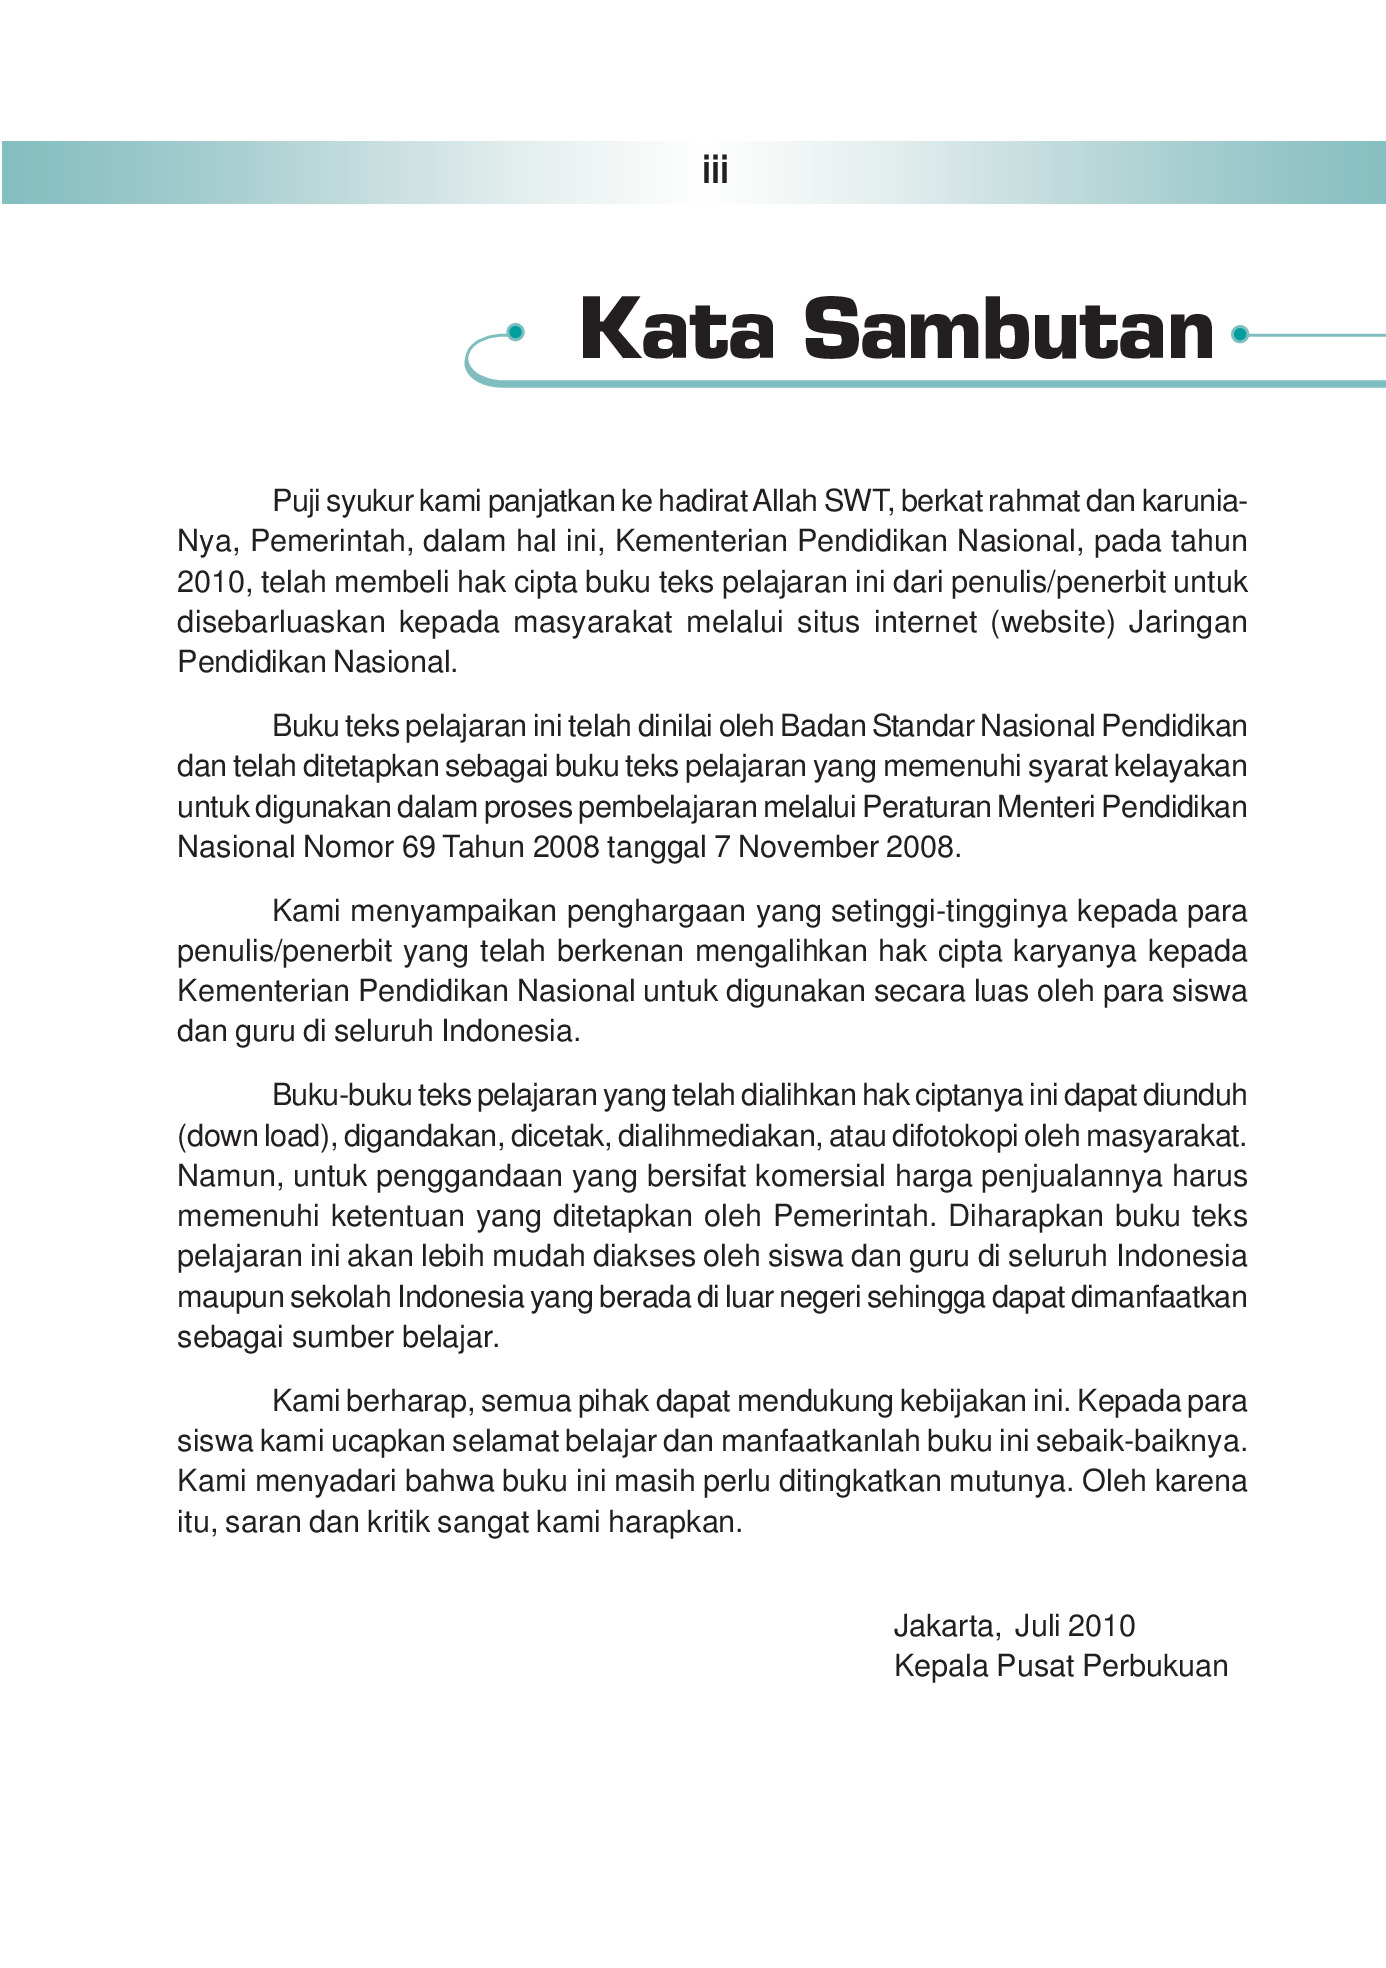 iii
Kata Sambutan
Puji syukur kami panjatkan ke hadirat Allah SWT, berkat rahmat dan karunia-
Nya, Pemerintah, dalam hal ini, Kementerian Pendidikan Nasional, pada tahun
2010, telah membeli hak cipta buku teks pelajaran ini dari penulis/penerbit untuk
disebarluaskan kepada masyarakat melalui situs internet (website) Jaringan
Pendidikan Nasional.
Buku teks pelajaran ini telah dinilai oleh Badan Standar Nasional Pendidikan
dan telah ditetapkan sebagai buku teks pelajaran yang memenuhi syarat kelayakan
untuk digunakan dalam proses pembelajaran melalui Peraturan Menteri Pendidikan
Nasional Nomor 69 Tahun 2008 tanggal 7 November 2008.
Kami menyampaikan penghargaan yang setinggi-tingginya kepada para
penulis/penerbit yang telah berkenan mengalihkan hak cipta karyanya kepada
Kementerian Pendidikan Nasional untuk digunakan secara luas oleh para siswa
dan guru di seluruh Indonesia.
Buku-buku teks pelajaran yang telah dialihkan hak ciptanya ini dapat diunduh
(down load), digandakan, dicetak, dialihmediakan, atau difotokopi oleh masyarakat.
Namun, untuk penggandaan yang bersifat komersial harga penjualannya harus
memenuhi ketentuan yang ditetapkan oleh Pemerintah. Diharapkan buku teks
pelajaran ini akan lebih mudah diakses oleh siswa dan guru di seluruh Indonesia
maupun sekolah Indonesia yang berada di luar negeri sehingga dapat dimanfaatkan
sebagai sumber belajar.
Kami berharap, semua pihak dapat mendukung kebijakan ini. Kepada para
siswa kami ucapkan selamat belajar dan manfaatkanlah buku ini sebaik-baiknya.
Kami menyadari bahwa buku ini masih perlu ditingkatkan mutunya. Oleh karena
itu, saran dan kritik sangat kami harapkan.
Jakarta, Juli 2010
Kepala Pusat Perbukuan